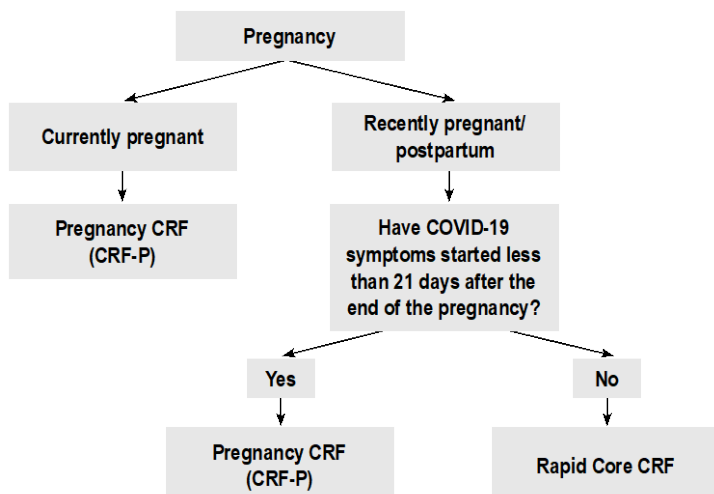 Pregnancy
Currently pregnant
Recently pregnant/
postpartum
Pregnancy CRF
(CRF-P)
Have COVID-19
symptoms started less
than 21 days after the
end of the pregnancy?
Yes
No
Pregnancy CRF
(CRF-P)
Rapid Core CRF